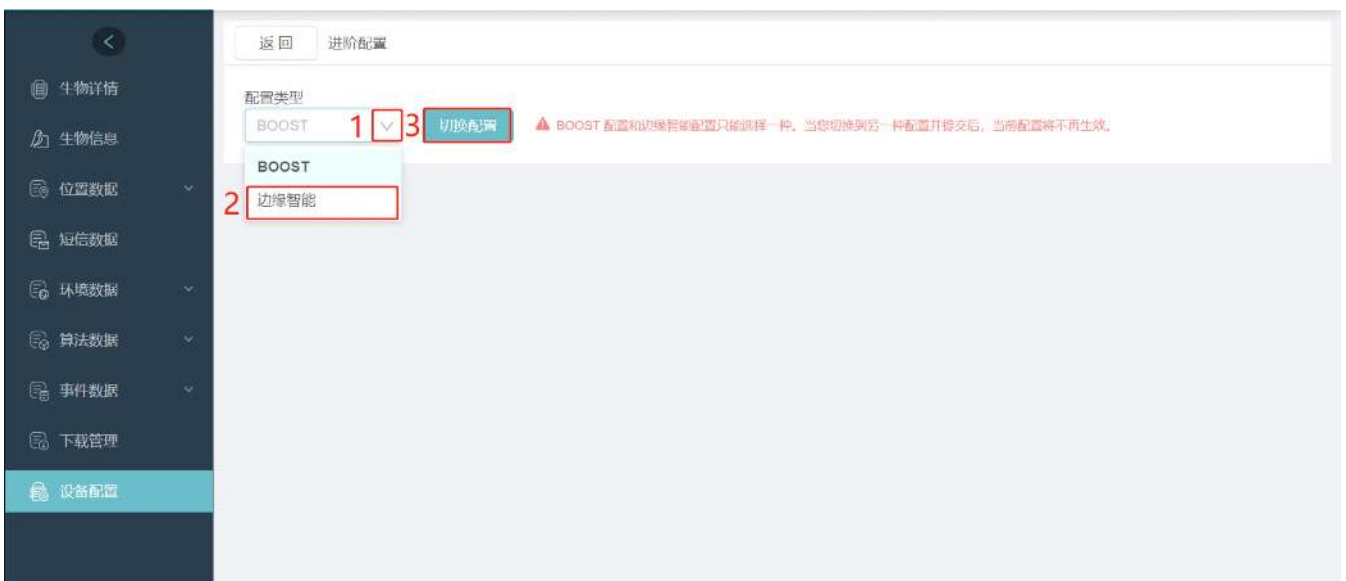 返 回 进阶配置
生物详情
生物信息
位置数据
短信数据
环境数据
算法数据
事件数据
下载管理
设备配置
配置类型
BOOST 1 3 切换配置 BOOST 配置和边缘智能配置只能选择一种。当您切换到另一种配置并提交后，当前配置将不再生效。
BOOST
2 边缘智能